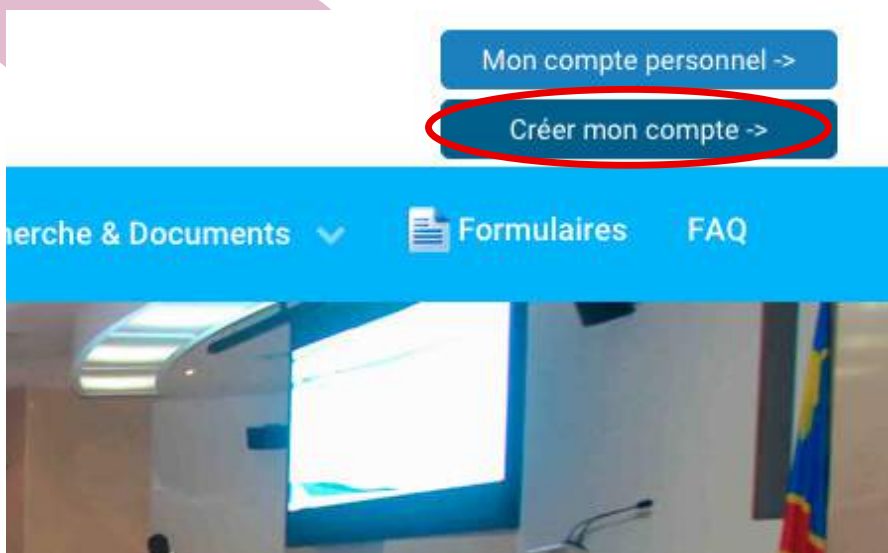 Mon compte personnel ->
Créer mon compte ->
herche & Documents Formulaires FAQ